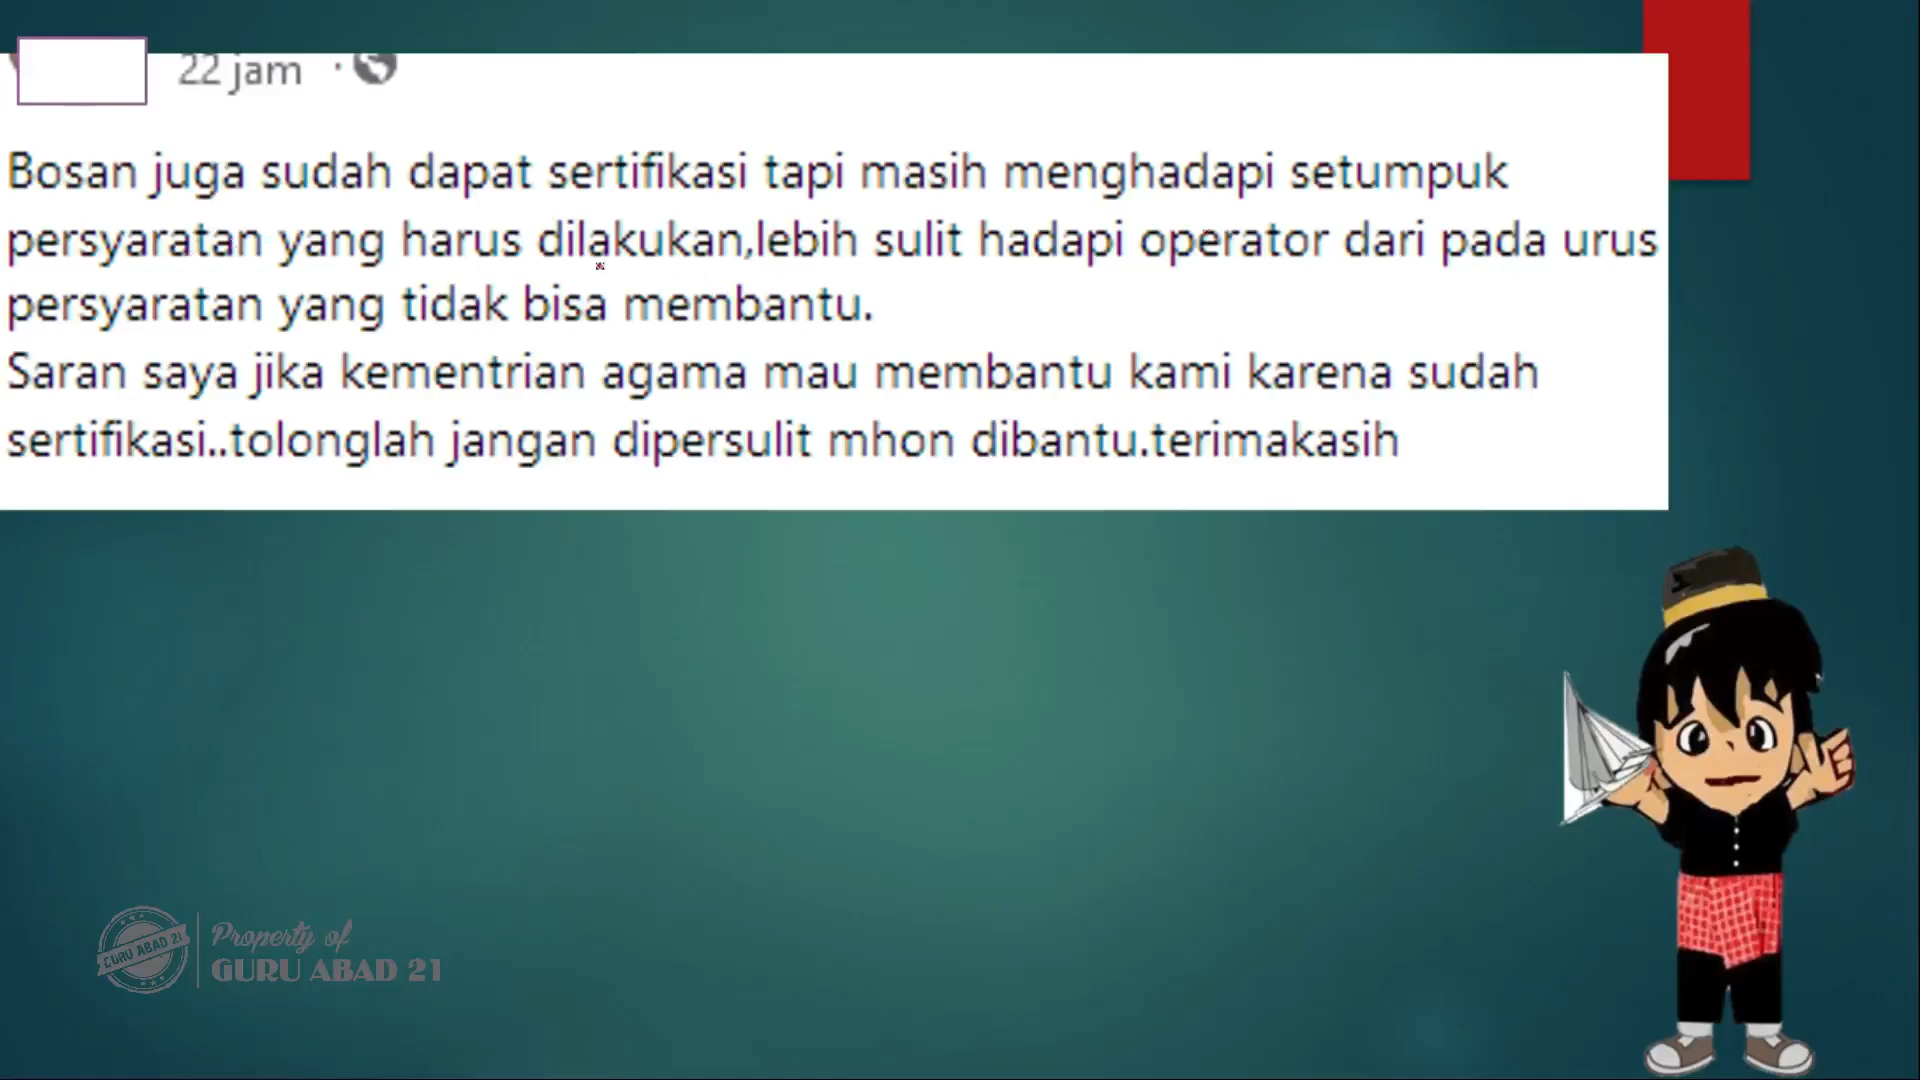 22 jam ·
Bosan juga sudah dapat sertifikasi tapi masih menghadapi setumpuk
persyaratan yang harus dilakukan,lebih sulit hadapi operator dari pada urus
persyaratan yang tidak bisa membantu.
Saran saya jika kementrian agama mau membantu kami karena sudah
sertifikasi..tolonglah jangan dipersulit mhon dibantu.terimakasih
GURU ABAD 21
Property of
GURU ABAD 21